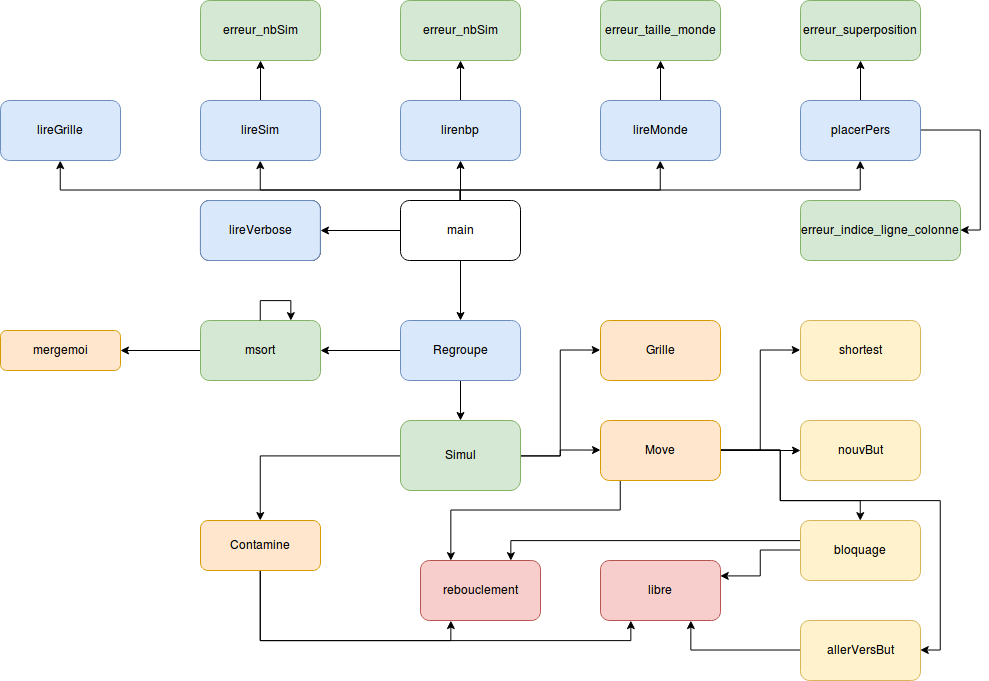 erreur_nbSim
erreur_nbSim
erreur_taille_monde
erreur_superposition
lireGrille
lireSim
lirenbp
lireMonde
placerPers
lireVerbose
main
erreur_indice_ligne_colonne
mergemoi
msort
Regroupe
Grille
shortest
Simul
Move
nouvBut
Contamine
bloquage
rebouclement
libre
allerVersBut